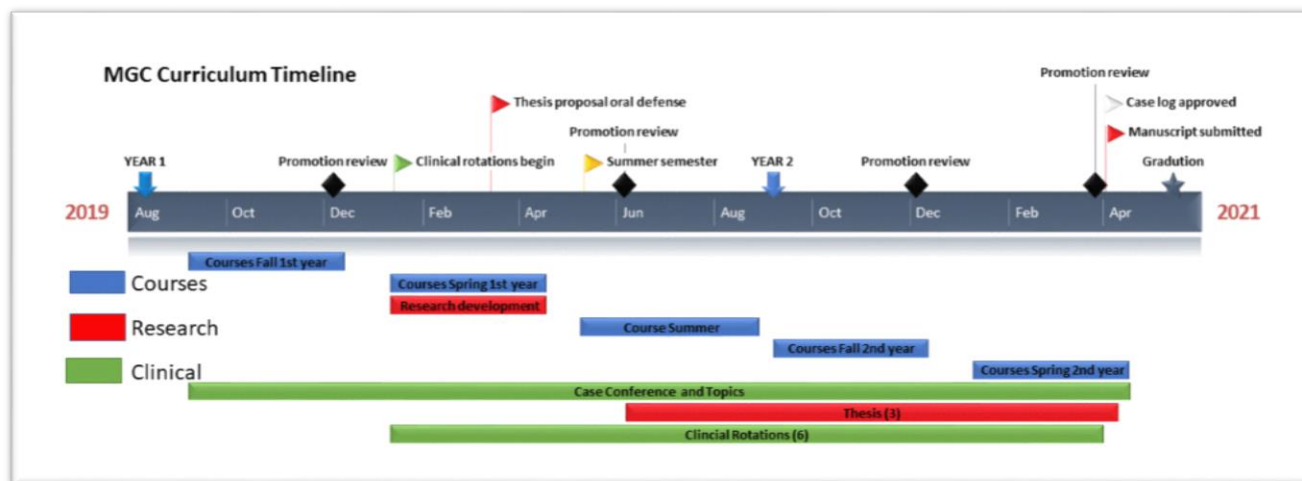 MGC Curriculum Timeline
Promotion review
Thesis proposal oral defense
Case log approved
Promotion review
Manuscript submitted
YEAR 1
Promotion review
Clinical rotations begin
Summer semester
YEAR 2
Promotion review
Gradution
2019
Aug
Oct
Dec
Feb
Apr
Jun
Aug
Oct
Dec
Feb
Apr
2021
Courses Fall 1st year
Courses
Courses Spring 1st year
Research development
Research
Course Summer
Courses Fall 2nd year
Clinical
Courses Spring 2nd year
Case Conference and Topics
Thesis (3)
Clincial Rotations (6)